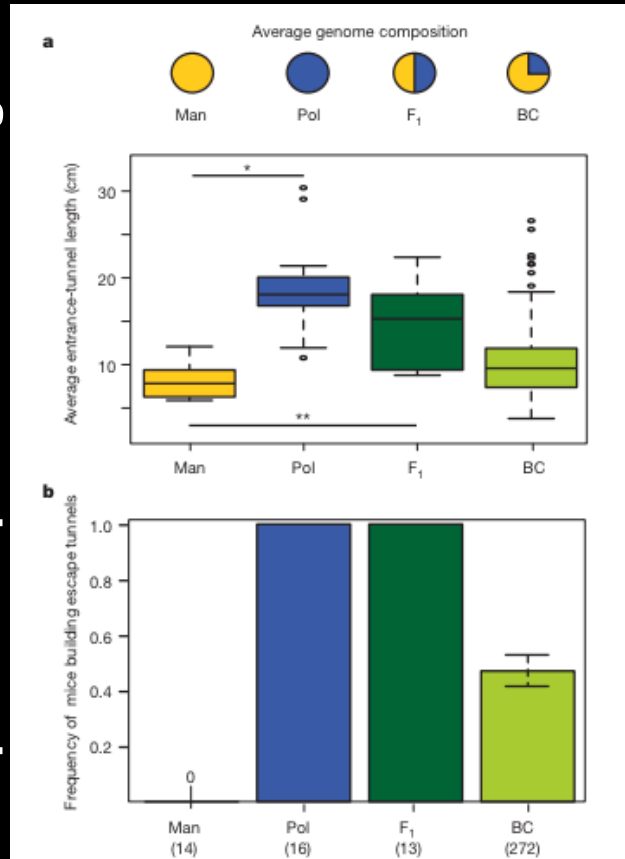 a
Average genome composition
Man Pol F1 BC
Average entrance-tunnel length (cm)
30
20
10
*
**
Man Pol F1 BC
b
Frequency of mice building escape tunnels
1.0
0.8
0.6
0.4
0.2
0
Man Pol F1 BC
(14) (16) (13) (272)